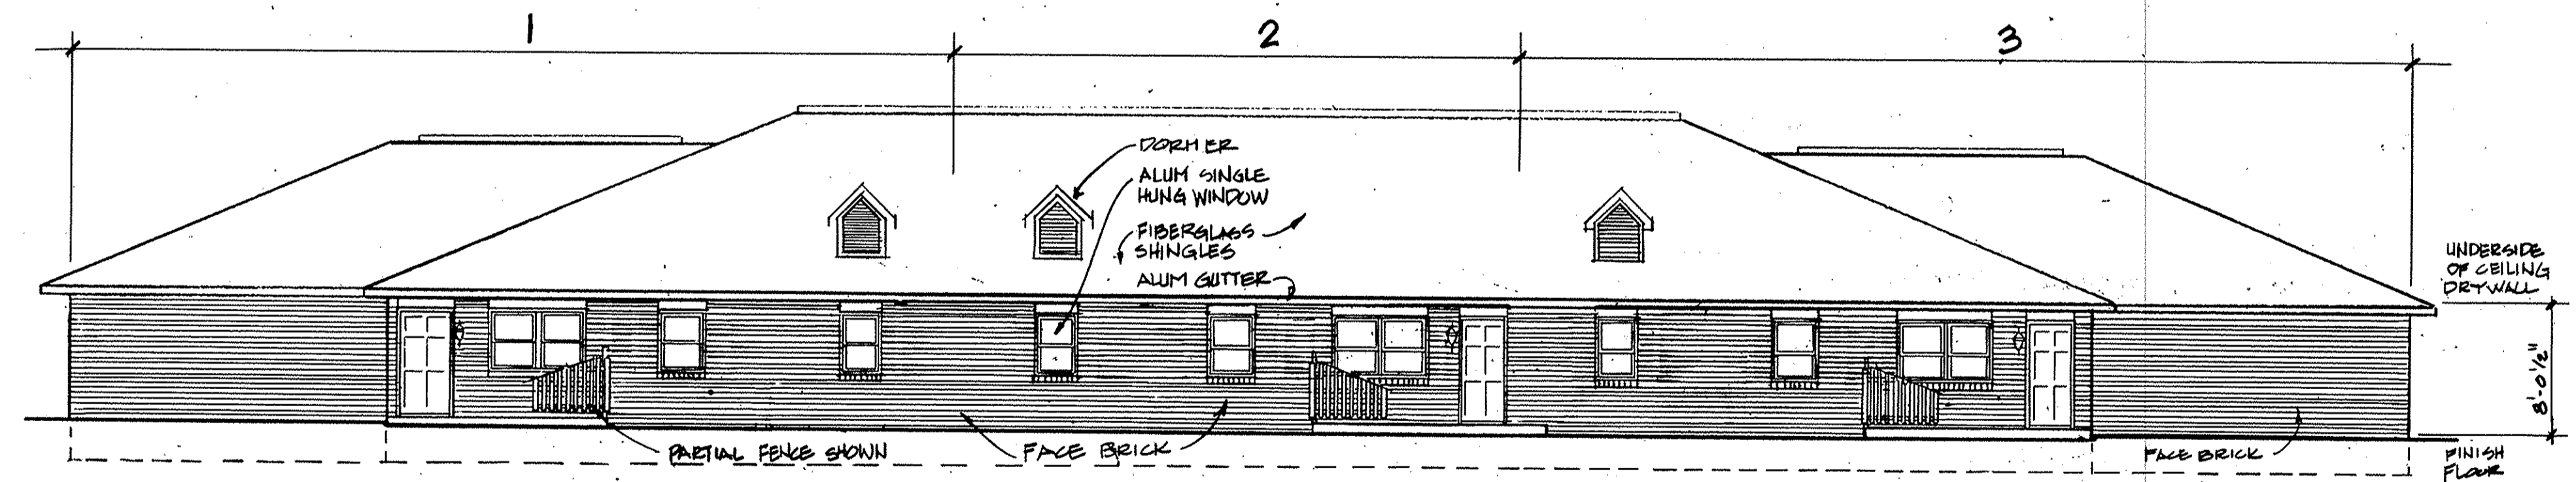 1
2
3
DORMER
ALUM SINGLE
HUNG WINDOW
FIBERGLASS
SHINGLES
ALUM GUTTER
UNDERSIDE
OF CEILING
DRYWALL
8'-0 1/2"
PARTIAL FENCE SHOWN
FACE BRICK
FACE BRICK
FINISH
FLOOR